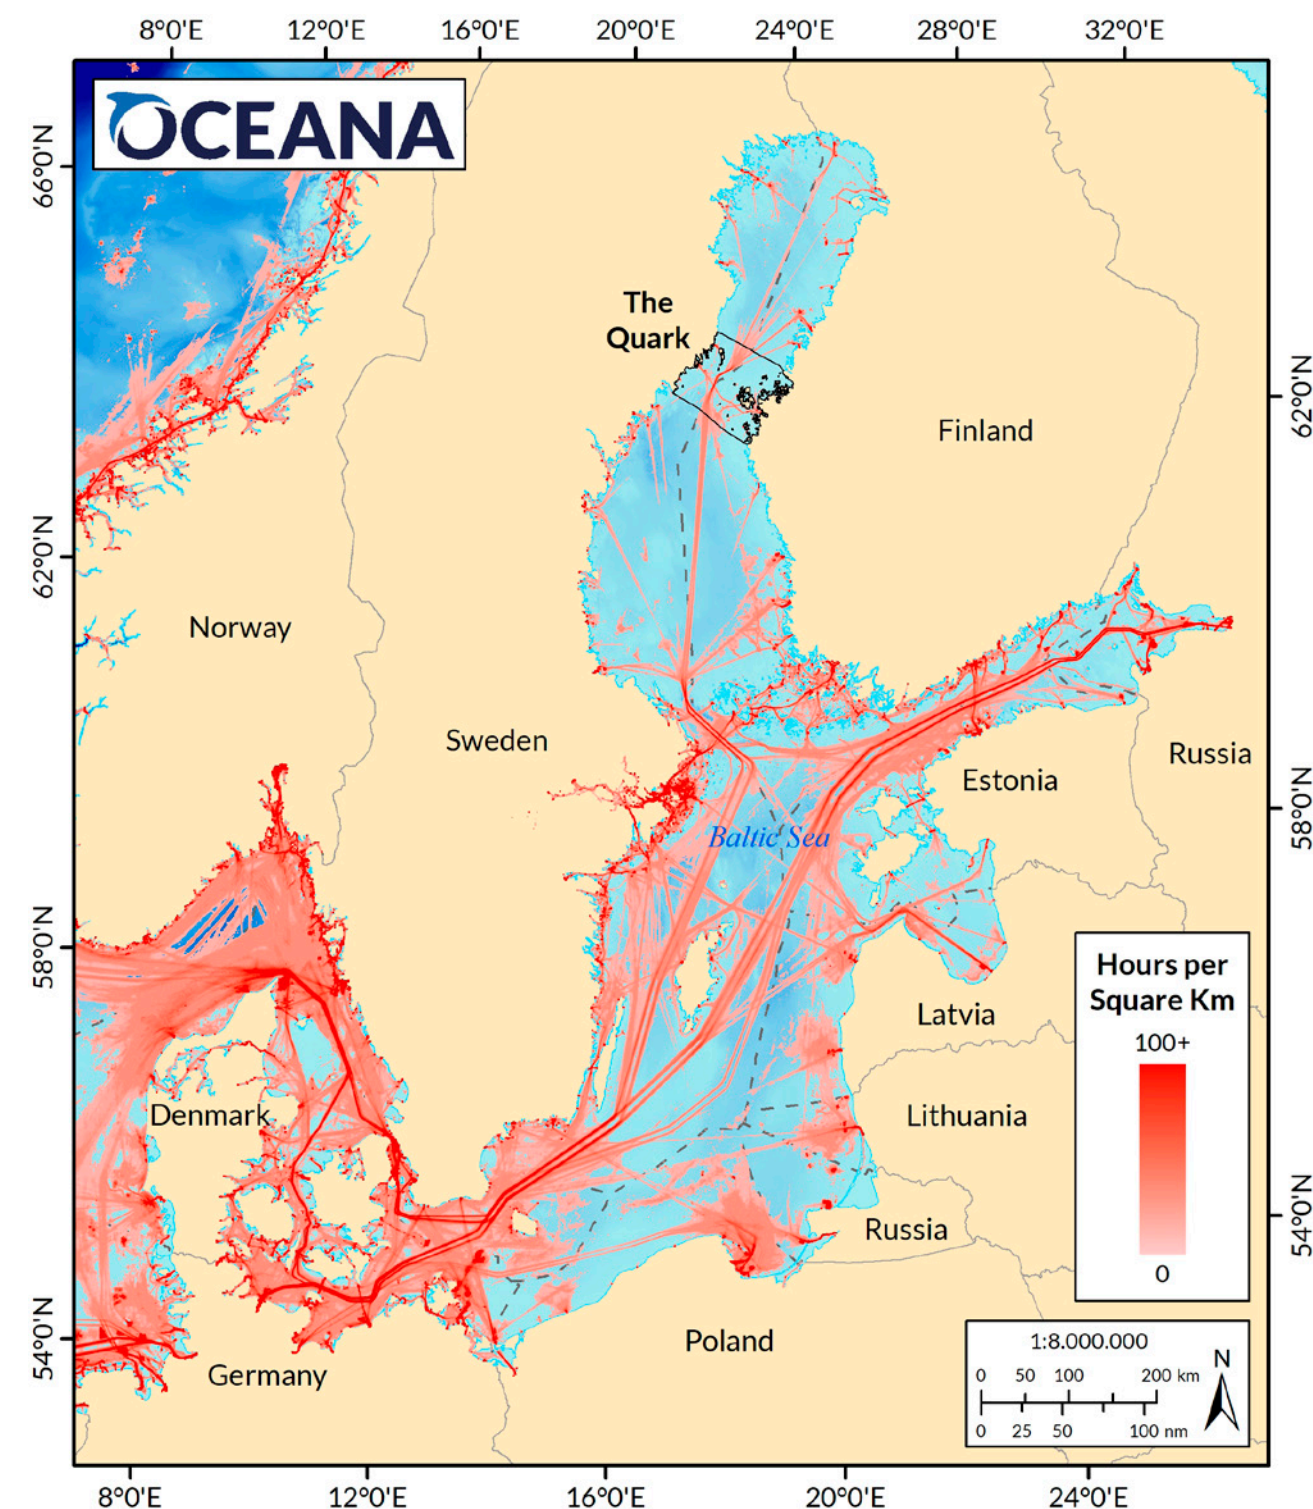 8°0'E 12°0'E 16°0'E 20°0'E 24°0'E 28°0'E 32°0'E
OCEANA
66°0'N
The
Quark
62°0'N
Finland
62°0'N
Norway
Sweden
Russia
Estonia
58°0'N
Baltic Sea
58°0'N
Hours per
Square Km
100+
0
Latvia
Denmark
Lithuania
Russia
54°0'N
54°0'N
Poland
Germany
1:8.000.000
0 50 100 200 km
0 25 50 100 nm
N
8°0'E 12°0'E 16°0'E 20°0'E 24°0'E